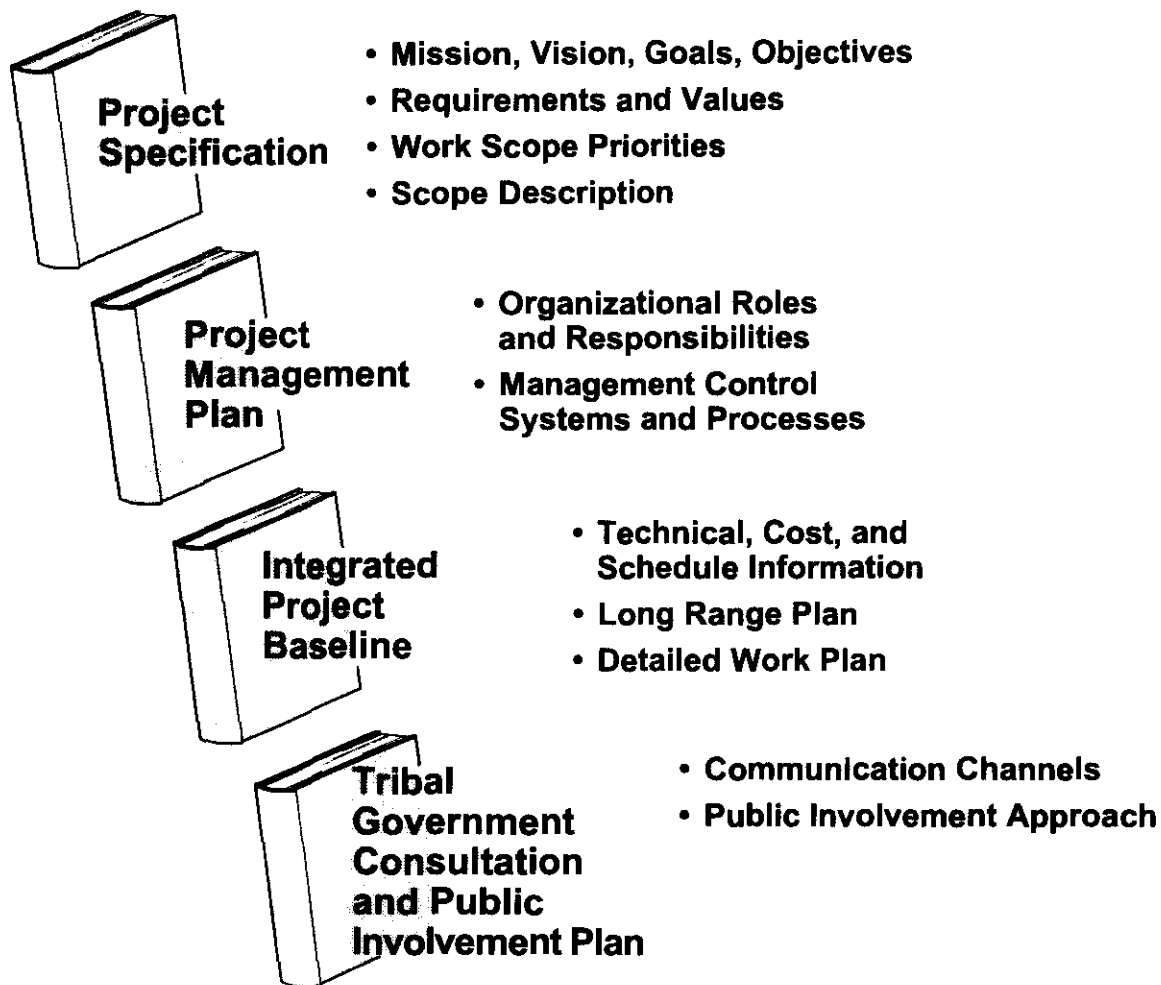 Project
Specification
• Mission, Vision, Goals, Objectives
• Requirements and Values
• Work Scope Priorities
• Scope Description
Project
Management
Plan
• Organizational Roles
and Responsibilities
• Management Control
Systems and Processes
Integrated
Project
Baseline
• Technical, Cost, and
Schedule Information
• Long Range Plan
• Detailed Work Plan
Tribal
Government
Consultation
and Public
Involvement Plan
• Communication Channels
• Public Involvement Approach